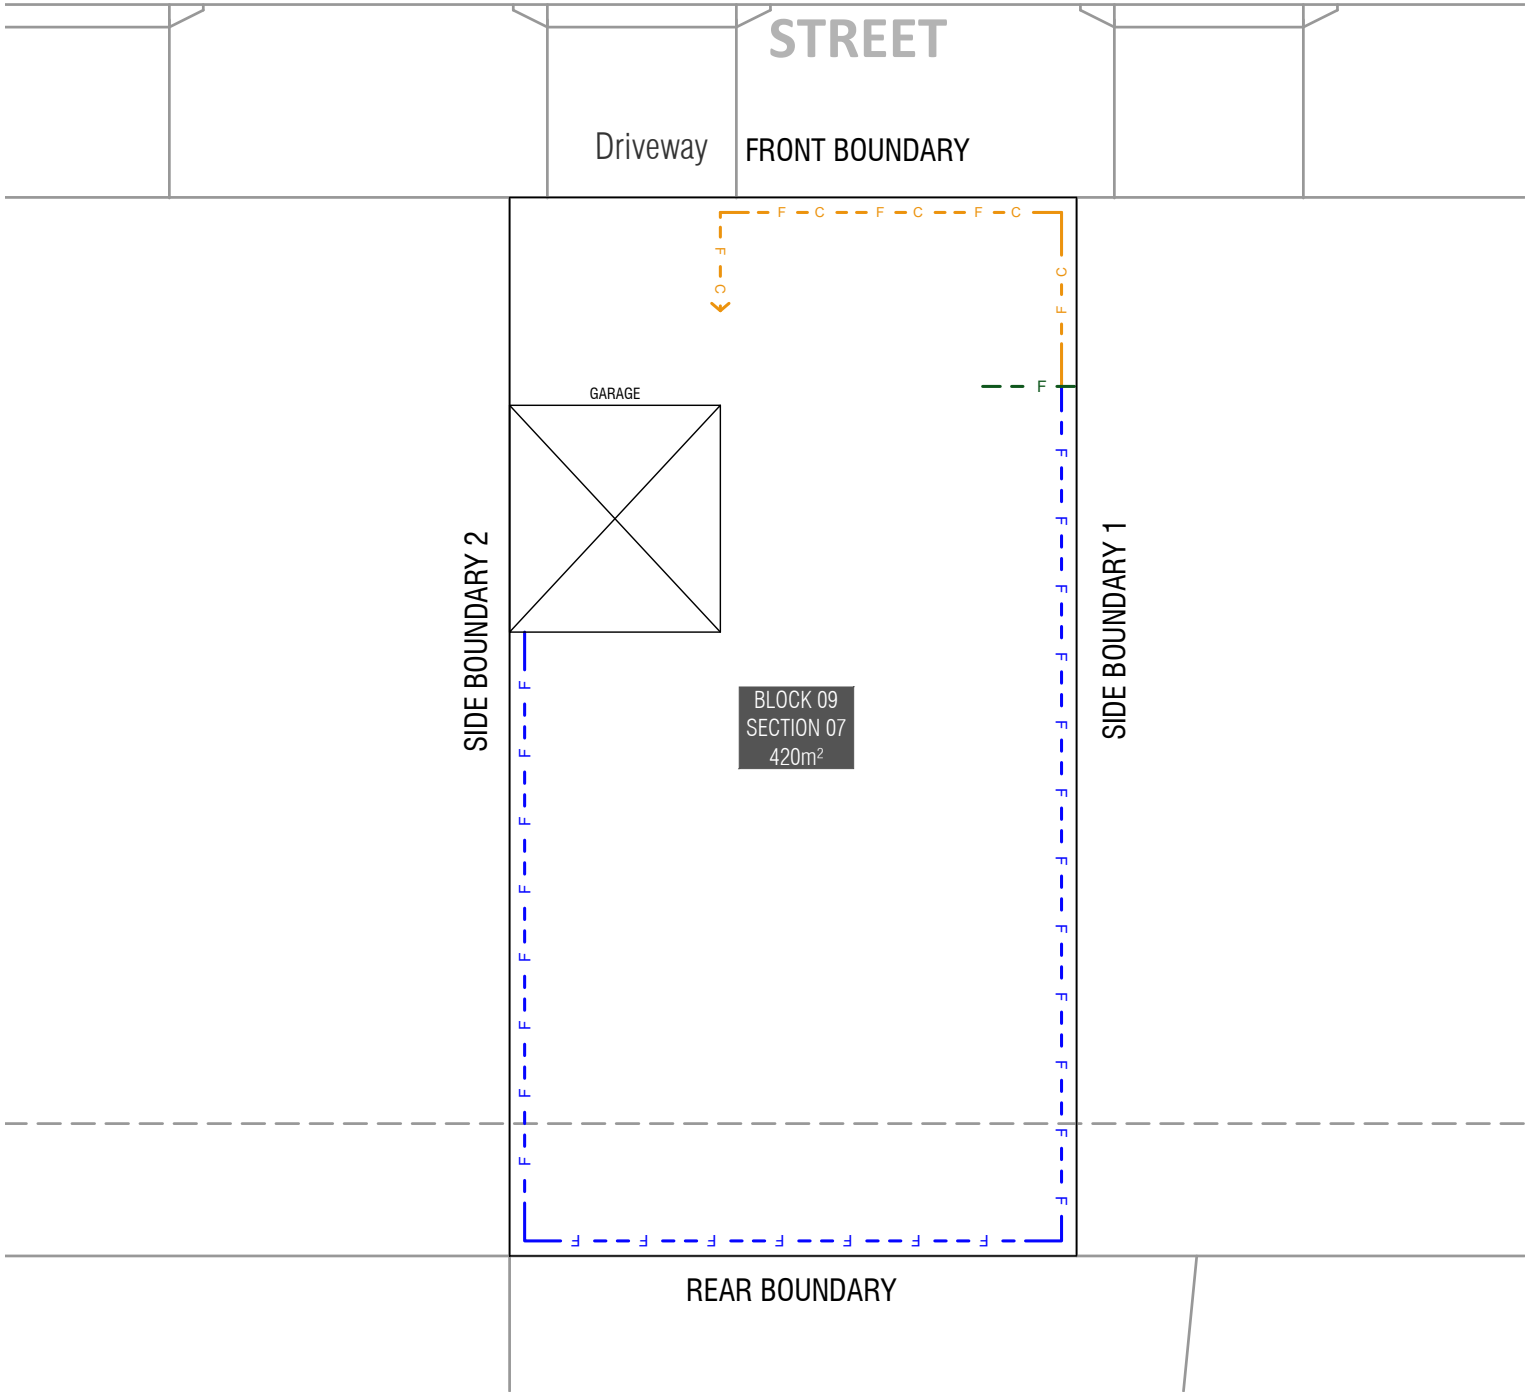 STREET
Driveway
FRONT BOUNDARY
F C F C F C
F C
C F
F
GARAGE
SIDE BOUNDARY 2
SIDE BOUNDARY 1
F F F F F F F F F F F F
BLOCK 09
SECTION 07
420m²
F F F F F F F F
F F F F F F F
REAR BOUNDARY